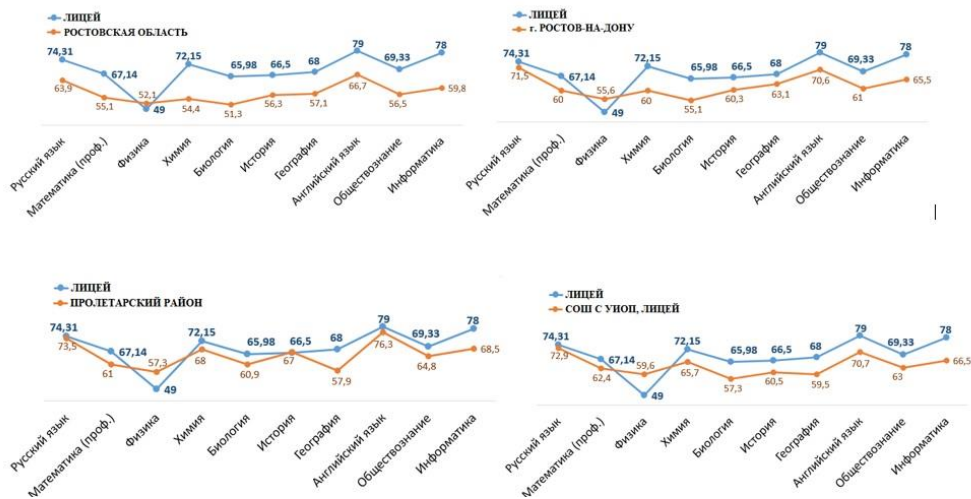 ЛИЦЕЙ
РОСТОВСКАЯ ОБЛАСТЬ
74,31
67,14
49
72,15
65,98
66,5
68
79
69,33
78
63,9
55,1
52,1
54,4
51,3
56,3
57,1
66,7
56,5
59,8
Русский язык
Математика (проф.)
Физика
Химия
Биология
История
География
Английский язык
Обществознание
Информатика
ЛИЦЕЙ
г. РОСТОВ-НА-ДОНУ
74,31
67,14
49
72,15
65,98
66,5
68
79
69,33
78
71,5
60
55,6
60
55,1
60,3
63,1
70,6
61
65,5
Русский язык
Математика (проф.)
Физика
Химия
Биология
История
География
Английский язык
Обществознание
Информатика
ЛИЦЕЙ
ПРОЛЕТАРСКИЙ РАЙОН
74,31
67,14
49
72,15
65,98
66,5
68
79
69,33
78
73,5
61
57,3
68
60,9
67
57,9
76,3
64,8
68,5
Русский язык
Математика (проф.)
Физика
Химия
Биология
История
География
Английский язык
Обществознание
Информатика
ЛИЦЕЙ
СОШ С УИОП, ЛИЦЕЙ
74,31
67,14
49
72,15
65,98
66,5
68
79
69,33
78
72,9
62,4
59,6
65,7
57,3
60,5
59,5
70,7
63
66,5
Русский язык
Математика (проф.)
Физика
Химия
Биология
История
География
Английский язык
Обществознание
Информатика